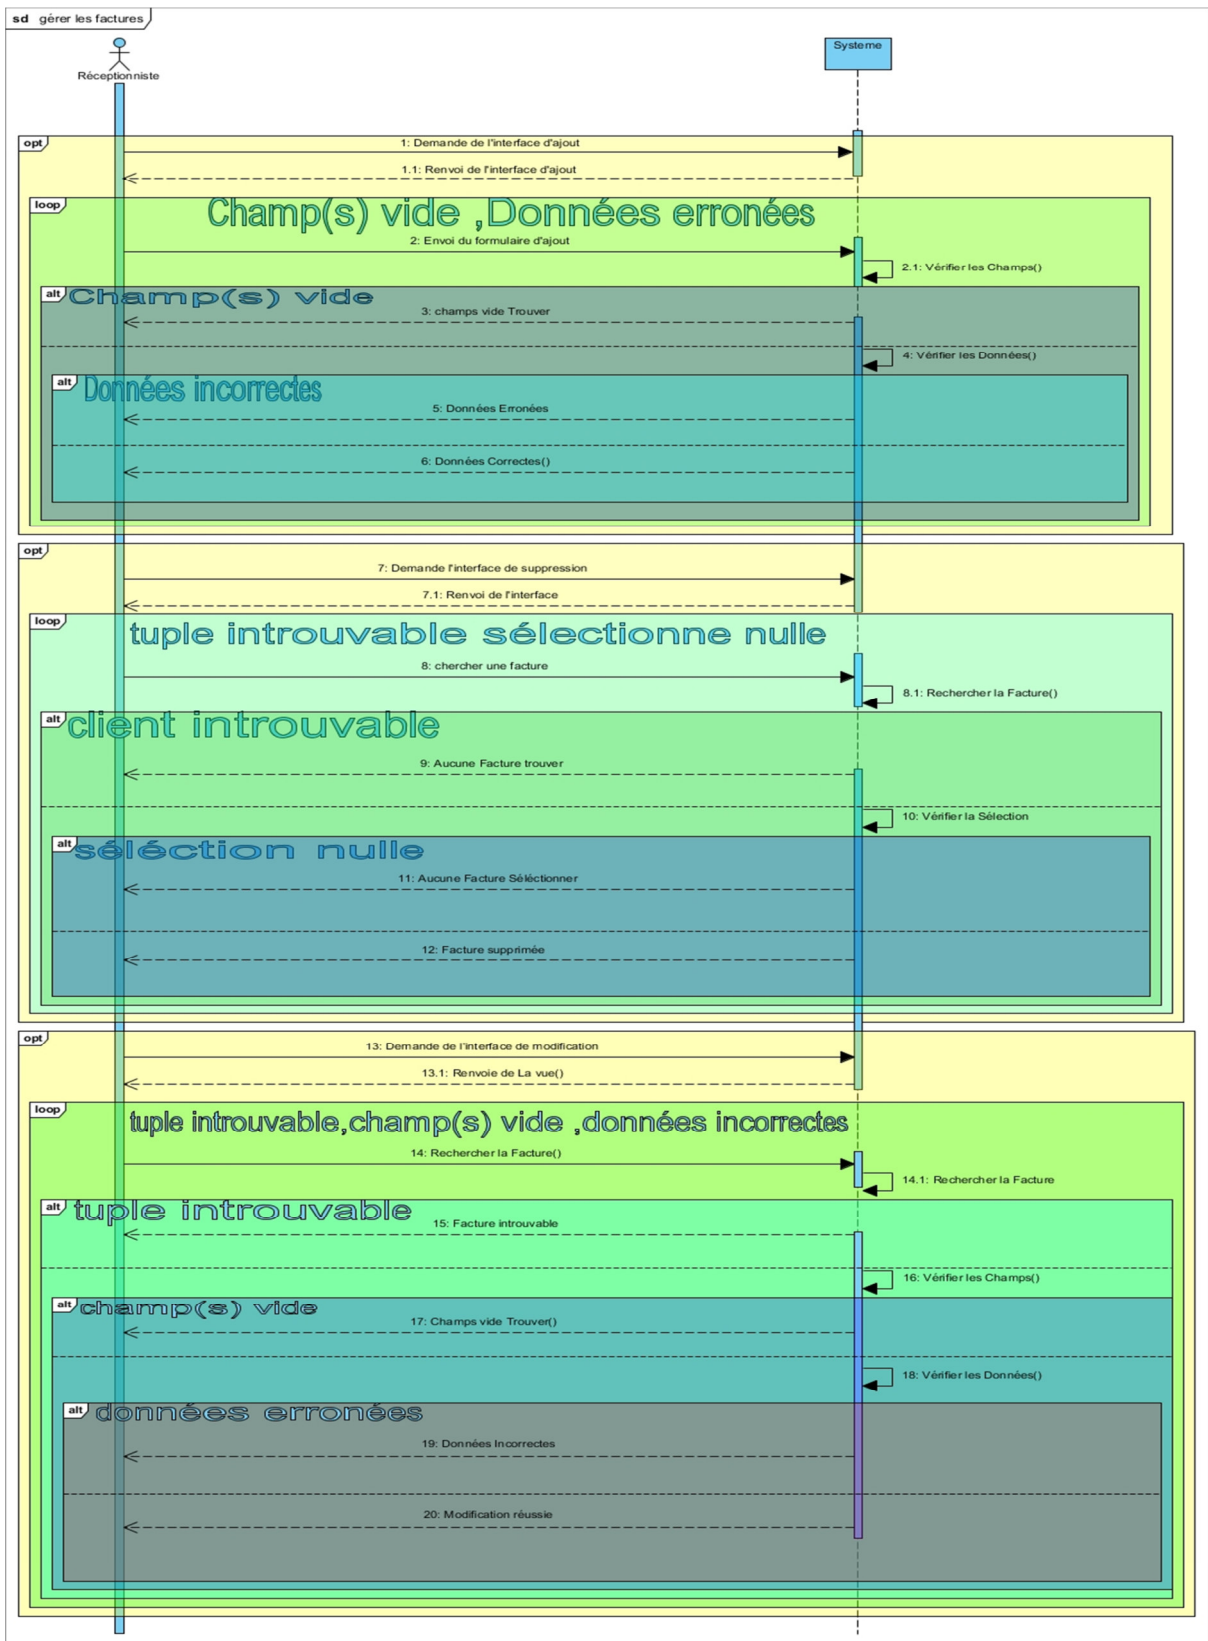 sd gérer les factures
Systeme
Réceptionniste
opt
1: Demande de l'interface d'ajout
1.1: Renvoi de l'interface d'ajout
loop
Champ(s) vide ,Données erronées
2: Envoi du formulaire d'ajout
2.1: Vérifier les Champs()
alt
Champ(s) vide
3: champs vide Trouver
4: Vérifier les Données()
alt
Données incorrectes
5: Données Erronées
6: Données Correctes()
opt
7: Demande l'interface de suppression
7.1: Renvoi de l'interface
loop
tuple introuvable sélectionne nulle
8: chercher une facture
8.1: Rechercher la Facture()
alt
client introuvable
9: Aucune Facture trouver
10: Vérifier la Sélection
alt
séléction nulle
11: Aucune Facture Séléctionner
12: Facture supprimée
opt
13: Demande de l'interface de modification
13.1: Renvoie de La vue()
loop
tuple introuvable,champ(s) vide ,données incorrectes
14: Rechercher la Facture()
14.1: Rechercher la Facture
alt
tuple introuvable
15: Facture introuvable
16: Vérifier les Champs()
alt
champ(s) vide
17: Champs vide Trouver()
18: Vérifier les Données()
alt
données erronées
19: Données Incorrectes
20: Modification réussie